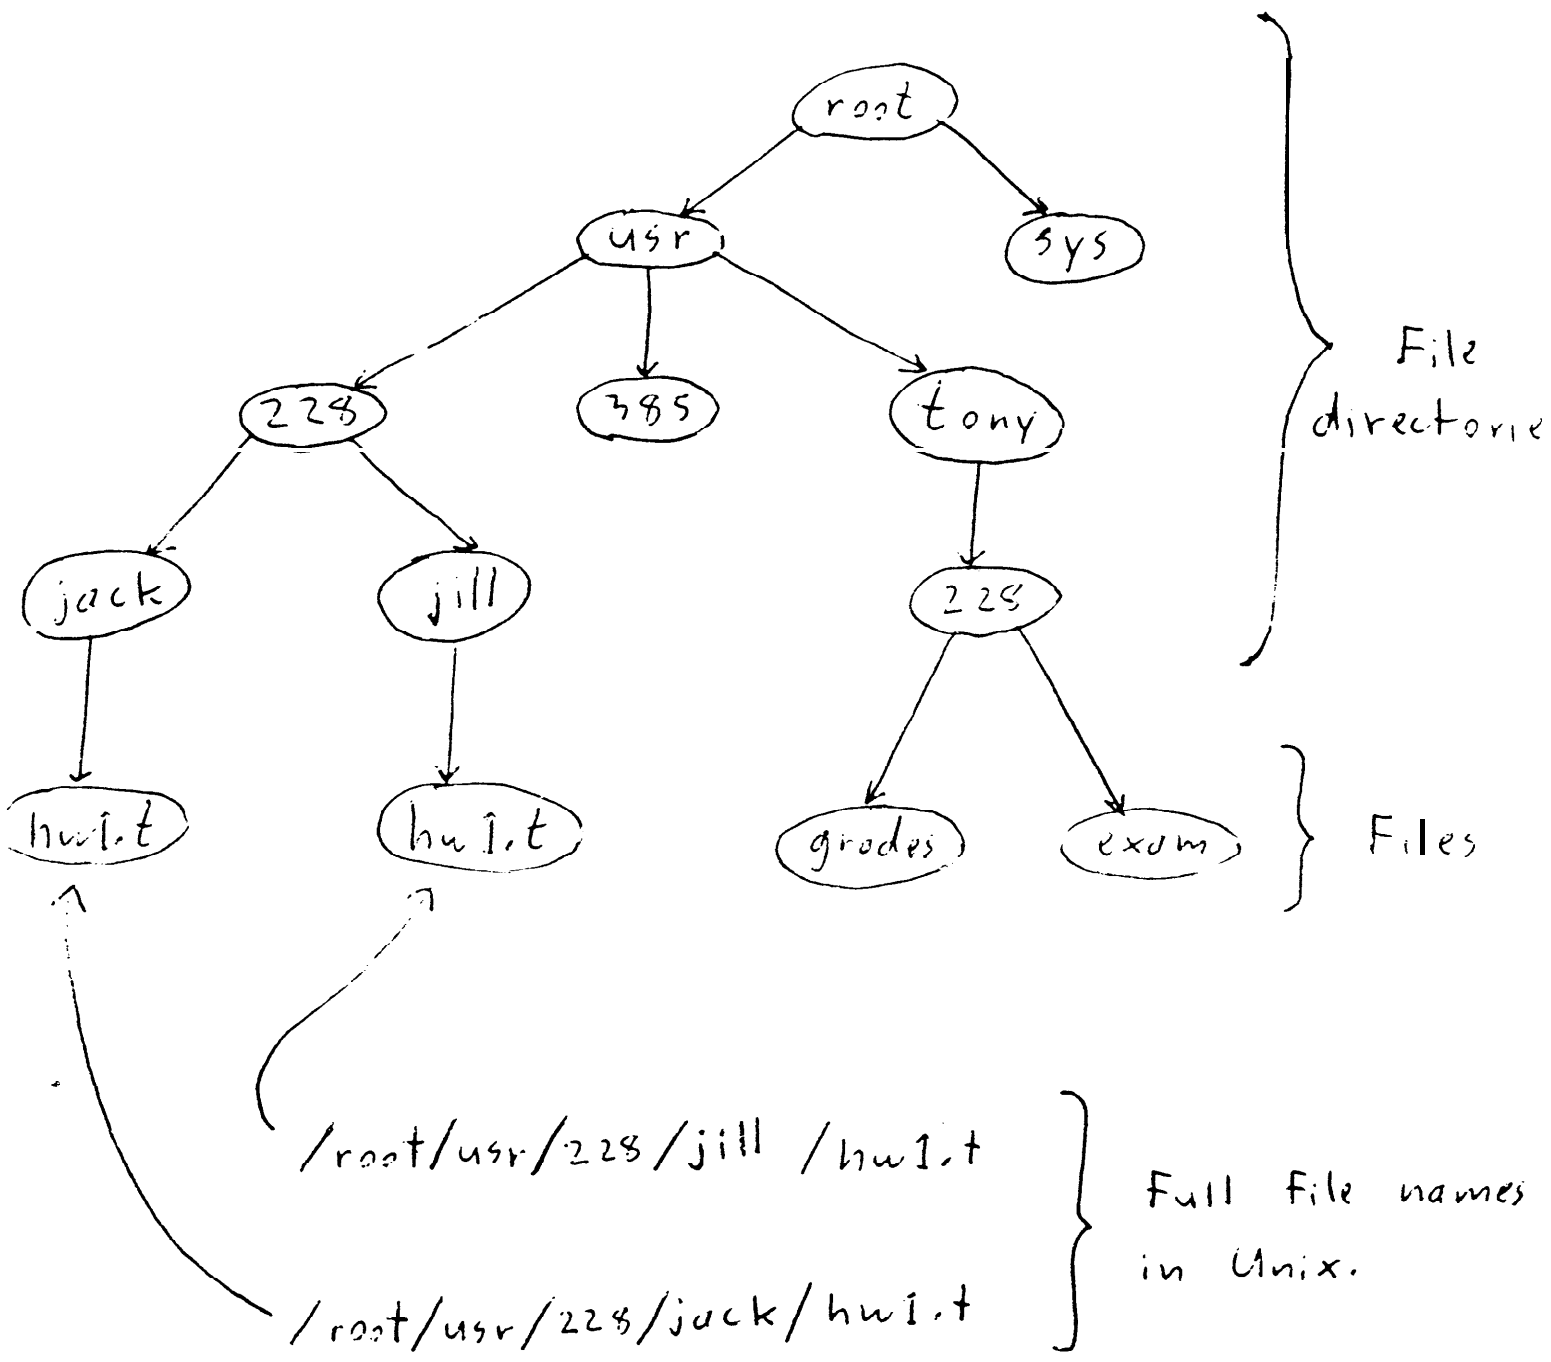 root
usr
sys
File
directorie
228
385
tony
jack
jill
228
hw1.t
hw1.t
grades
exam
Files
/root/usr/228/jill/hw1.t
Full file names
in Unix.
/root/usr/228/jack/hw1.t